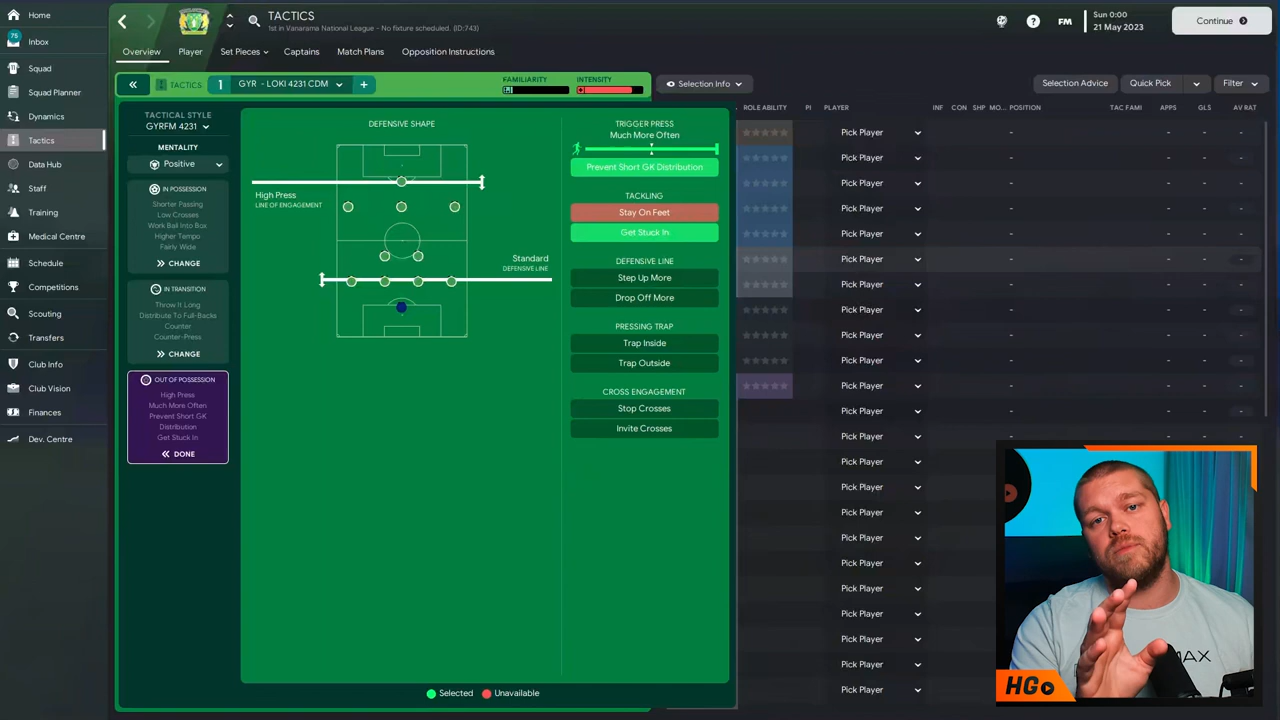 Home
75
Inbox
Squad
Squad Planner
Dynamics
Tactics
Data Hub
Staff
Training
Medical Centre
Schedule
Competitions
Scouting
Transfers
Club Info
Club Vision
Finances
Dev. Centre
TACTICS
1st in Vanarama National League - No fixture scheduled. (ID:743)
FM
Sun 0:00
21 May 2023
Continue
Overview
Player
Set Pieces
Captains
Match Plans
Opposition Instructions
TACTICS
1
GYR - LOKI 4231 CDM
FAMILIARITY
INTENSITY
Selection Info
Selection Advice
Quick Pick
Filter
TACTICAL STYLE
GYRFM 4231
MENTALITY
Positive
IN POSSESSION
Shorter Passing
Low Crosses
Work Ball Into Box
Higher Tempo
Fairly Wide
CHANGE
IN TRANSITION
Throw It Long
Distribute To Full-Backs
Counter
Counter-Press
CHANGE
OUT OF POSSESSION
High Press
Much More Often
Prevent Short GK
Distribution
Get Stuck In
DONE
DEFENSIVE SHAPE
High Press
LINE OF ENGAGEMENT
Standard
DEFENSIVE LINE
TRIGGER PRESS
Much More Often
Prevent Short GK Distribution
TACKLING
Stay On Feet
Get Stuck In
DEFENSIVE LINE
Step Up More
Drop Off More
PRESSING TRAP
Trap Inside
Trap Outside
CROSS ENGAGEMENT
Stop Crosses
Invite Crosses
Selected
Unavailable
ROLE ABILITY PI PLAYER INF CON SHP MO... POSITION TAC FAMI APPS GLS AV RAT
Pick Player - - - - -
Pick Player - - - - -
Pick Player - - - - -
Pick Player - - - - -
Pick Player - - - - -
Pick Player - - - - -
Pick Player - - - - -
Pick Player - - - - -
Pick Player - - - - -
Pick Player - - - - -
Pick Player - - - - -
Pick Player - - - - -
Pick Player - - - - -
Pick Player
Pick Player
Pick Player
Pick Player
Pick Player
Pick Player
Pick Player
Pick Player
Pick Player
Pick Player
MAX
HG